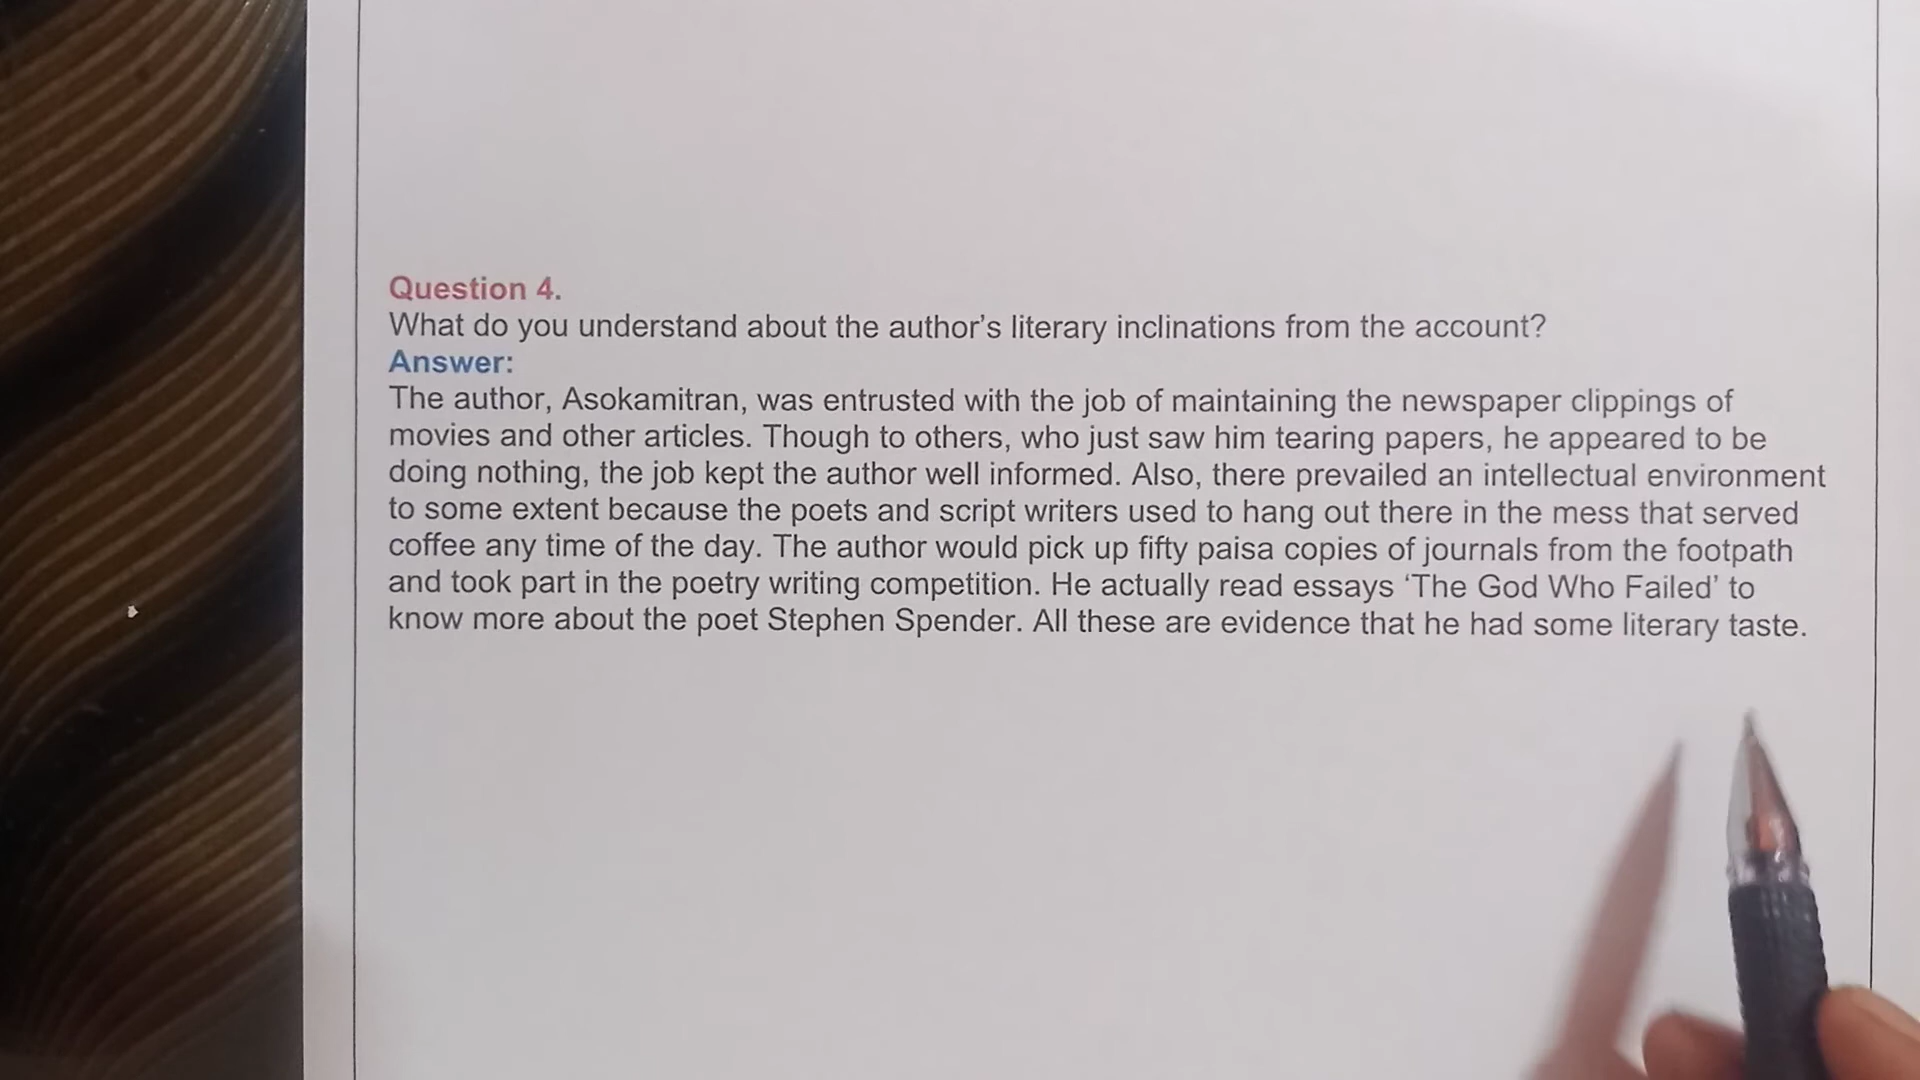 Question 4.
What do you understand about the author’s literary inclinations from the account?
Answer:
The author, Asokamitran, was entrusted with the job of maintaining the newspaper clippings of
movies and other articles. Though to others, who just saw him tearing papers, he appeared to be
doing nothing, the job kept the author well informed. Also, there prevailed an intellectual environment
to some extent because the poets and script writers used to hang out there in the mess that served
coffee any time of the day. The author would pick up fifty paisa copies of journals from the footpath
and took part in the poetry writing competition. He actually read essays ‘The God Who Failed’ to
know more about the poet Stephen Spender. All these are evidence that he had some literary taste.